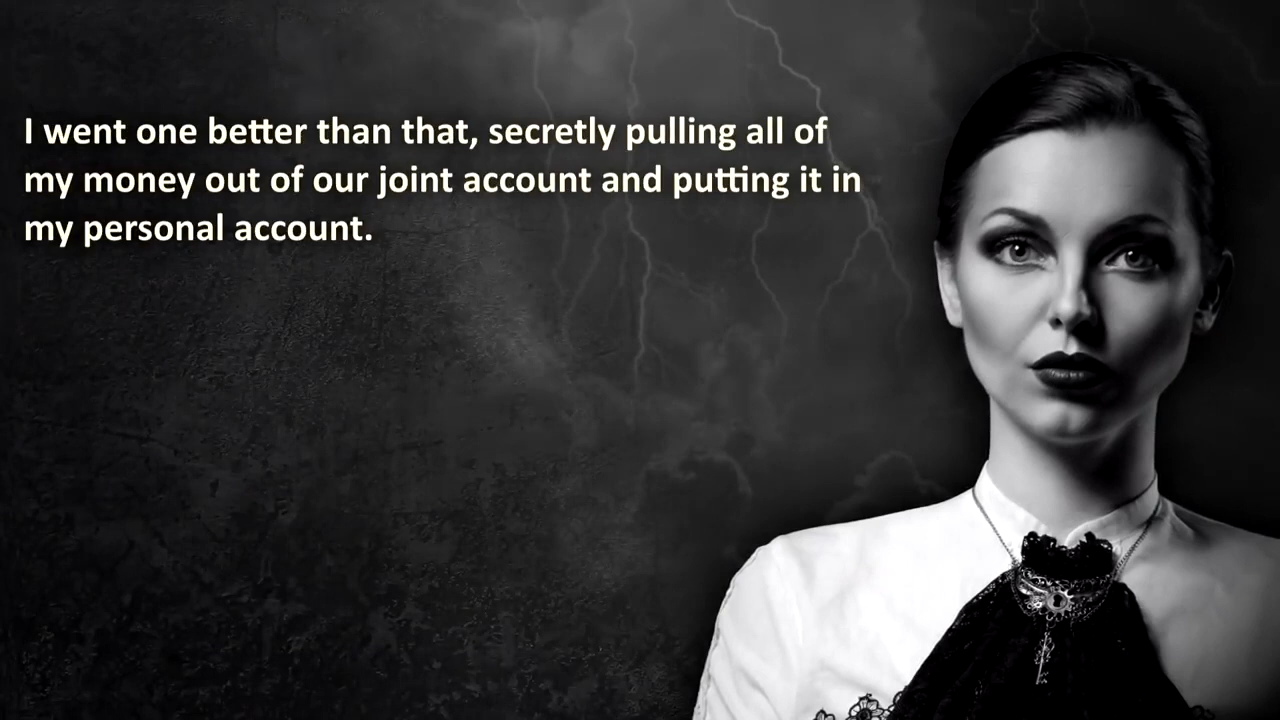 I went one better than that, secretly pulling all of
my money out of our joint account and putting it in
my personal account.